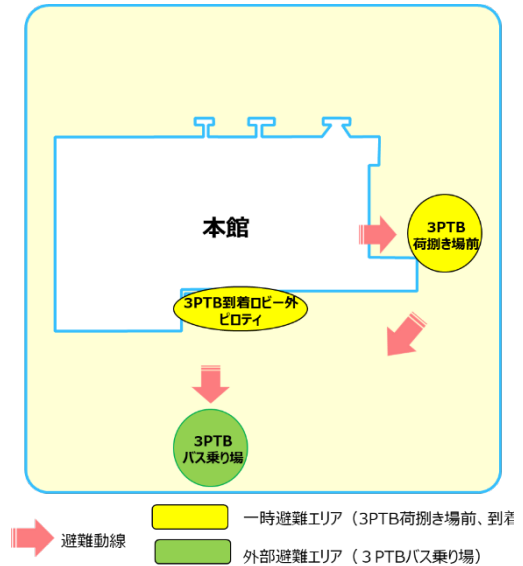 本館
3PTB
荷捌き場前
3PTB到着ロビー外
ピロティ
3PTB
バス乗り場
避難動線
一時避難エリア（3PTB荷捌き場前、到着
外部避難エリア（３PTBバス乗り場）